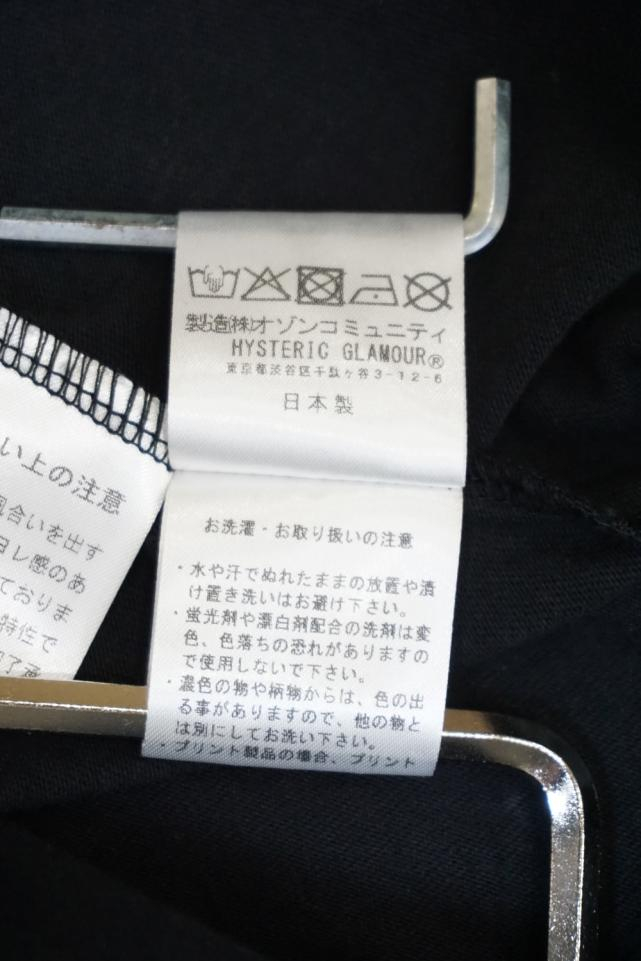 製造(株)オゾンコミュニティ
HYSTERIC GLAMOUR®
東京都渋谷区千駄ヶ谷3-12-6
日本製
お洗濯・お取り扱いの注意
・水や汗でぬれたままの放置や漬
け置き洗いはお避け下さい。
・蛍光剤や漂白剤配合の洗剤は変
色、色落ちの恐れがありますの
で使用しないで下さい。
・濃色の物や柄物からは、色の出
る事がありますので、他の物と
は別にしてお洗い下さい。
・プリント製品の場合、プリント
い上の注意
風合いを出す
ヨレ感のあ
ておりま
特性で